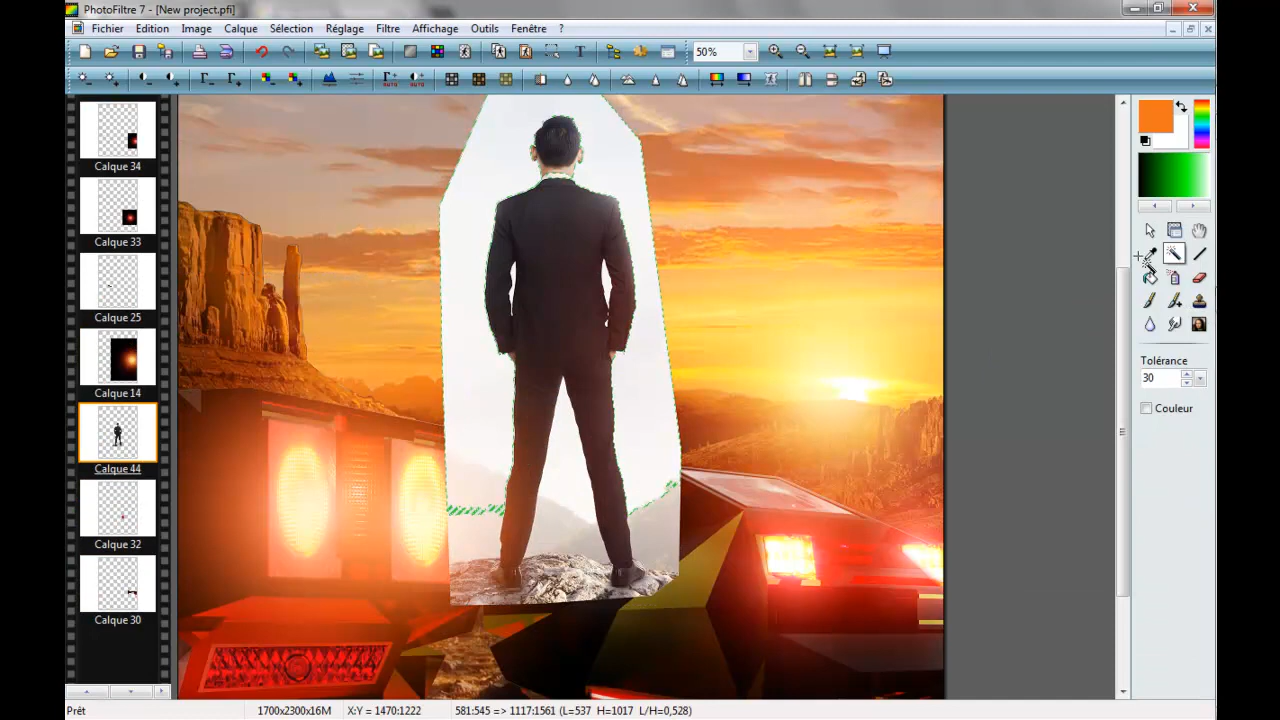 PhotoFiltre 7 - [New project.pfi]
Fichier Edition Image Calque Sélection Réglage Filtre Affichage Outils Fenêtre ?
50%
AUTO AUTO
Calque 34
Calque 33
Calque 25
Calque 14
Calque 44
Calque 32
Calque 30
Tolérance
30
Couleur
Prêt 1700x2300x16M X:Y = 1470:1222 581:545 => 1117:1561 (L=537 H=1017 L/H=0,528)